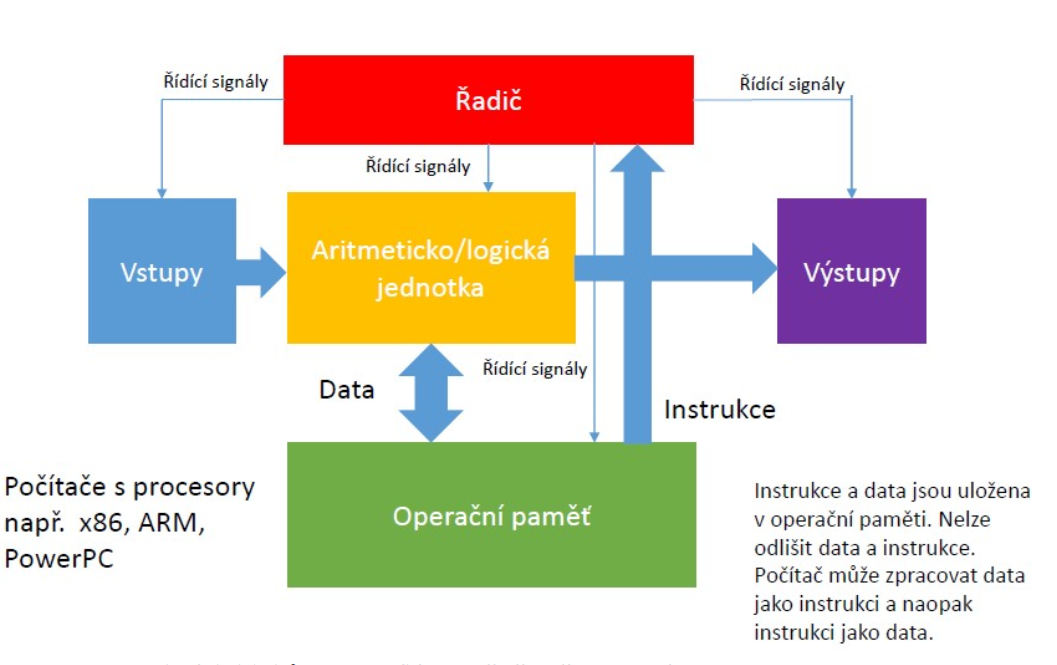 Řídící signály
Řadič
Řídící signály
Řídící signály
Vstupy
Aritmeticko/logická
jednotka
Výstupy
Data
Řídící signály
Instrukce
Operační paměť
Počítače s procesory
např. x86, ARM,
PowerPC
Instrukce a data jsou uložena
v operační paměti. Nelze
odlišit data a instrukce.
Počítač může zpracovat data
jako instrukci a naopak
instrukci jako data.